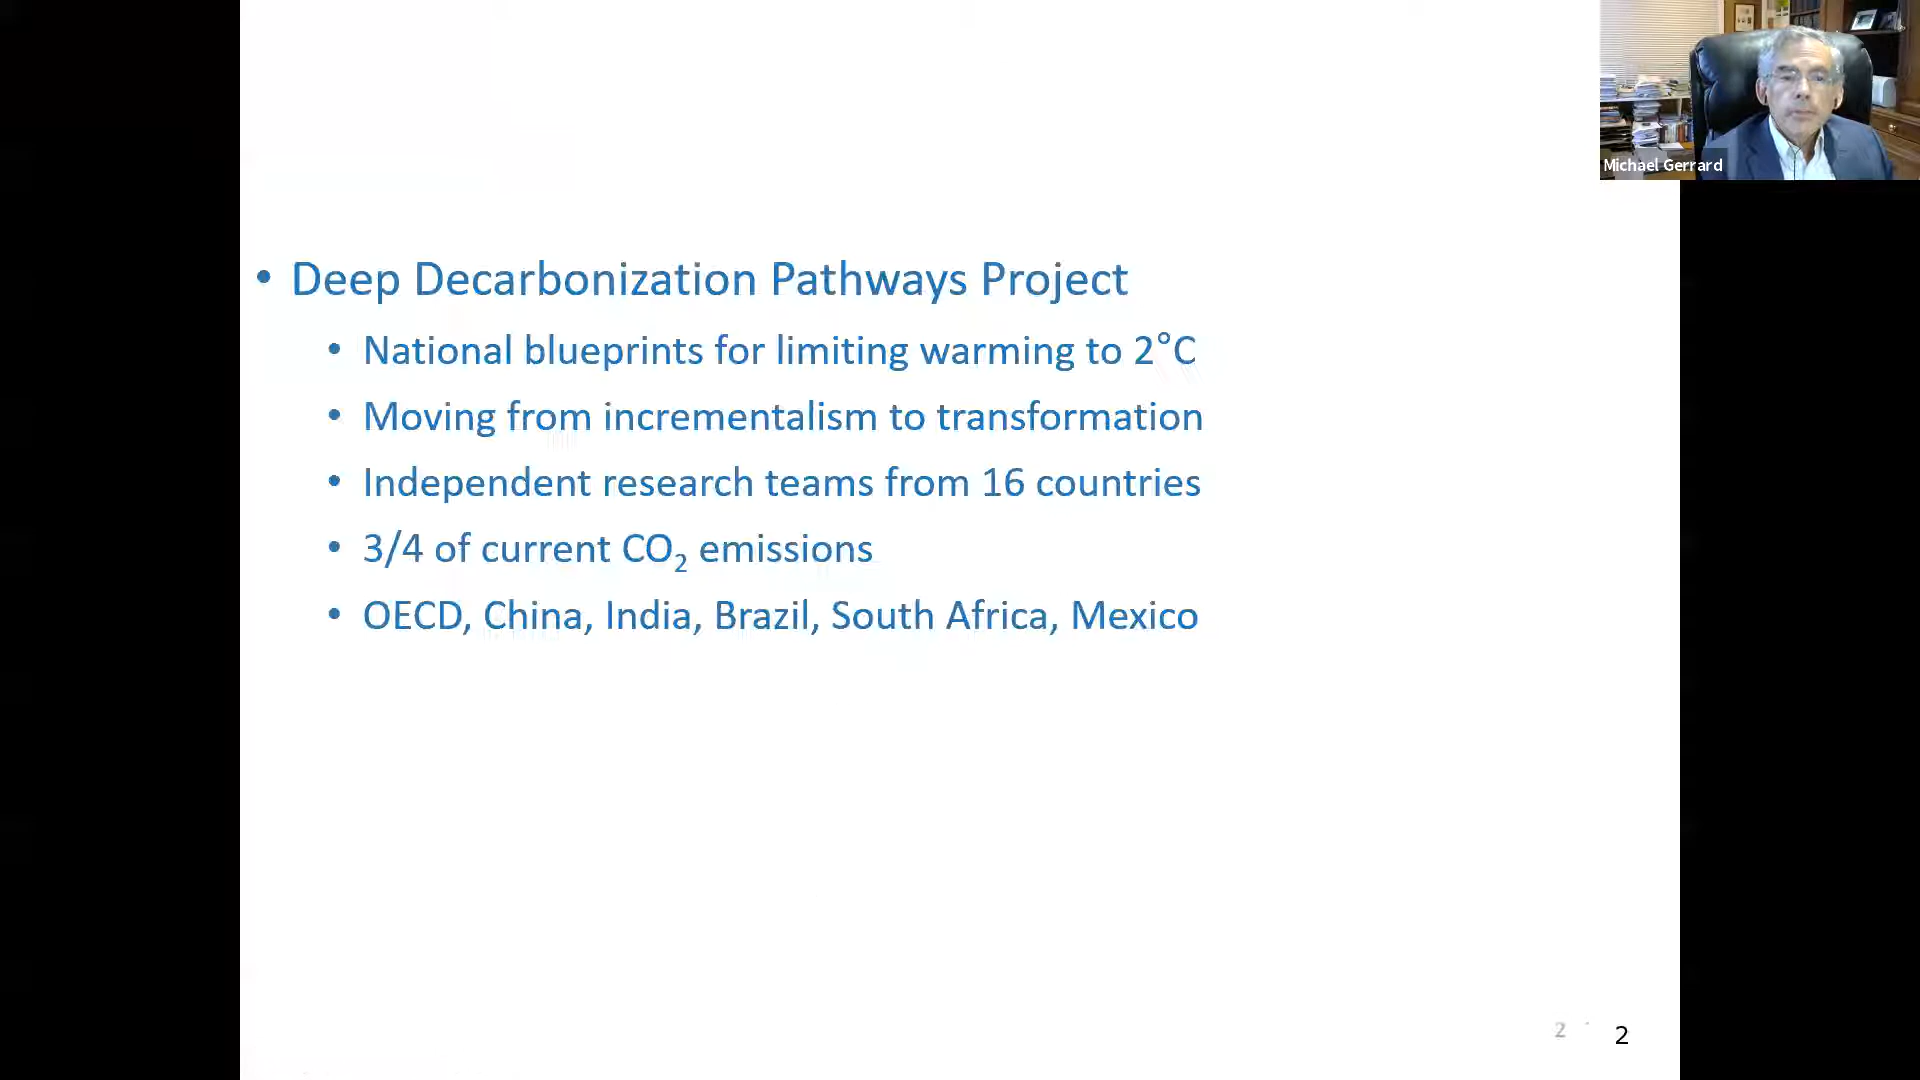 Michael Gerrard
• Deep Decarbonization Pathways Project
• National blueprints for limiting warming to 2°C
• Moving from incrementalism to transformation
• Independent research teams from 16 countries
• 3/4 of current CO₂ emissions
• OECD, China, India, Brazil, South Africa, Mexico
2
2